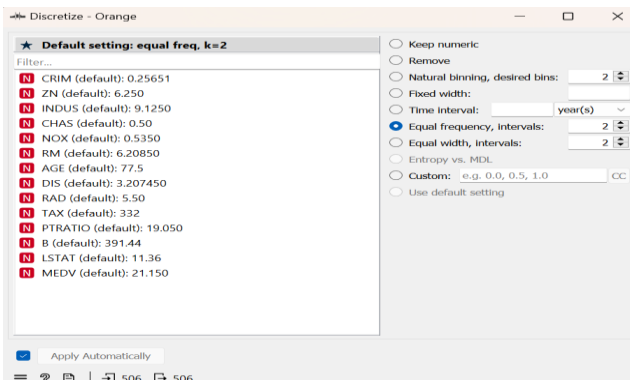 Discretize - Orange
★ Default setting: equal freq, k=2
Filter...
N CRIM (default): 0.25651
N ZN (default): 6.250
N INDUS (default): 9.1250
N CHAS (default): 0.50
N NOX (default): 0.5350
N RM (default): 6.20850
N AGE (default): 77.5
N DIS (default): 3.207450
N RAD (default): 5.50
N TAX (default): 332
N PTRATIO (default): 19.050
N B (default): 391.44
N LSTAT (default): 11.36
N MEDV (default): 21.150
Keep numeric
Remove
Natural binning, desired bins: 2
Fixed width:
Time interval: year(s)
Equal frequency, intervals: 2
Equal width, intervals: 2
Entropy vs. MDL
Custom: e.g. 0.0, 0.5, 1.0 CC
Use default setting
Apply Automatically
506 506